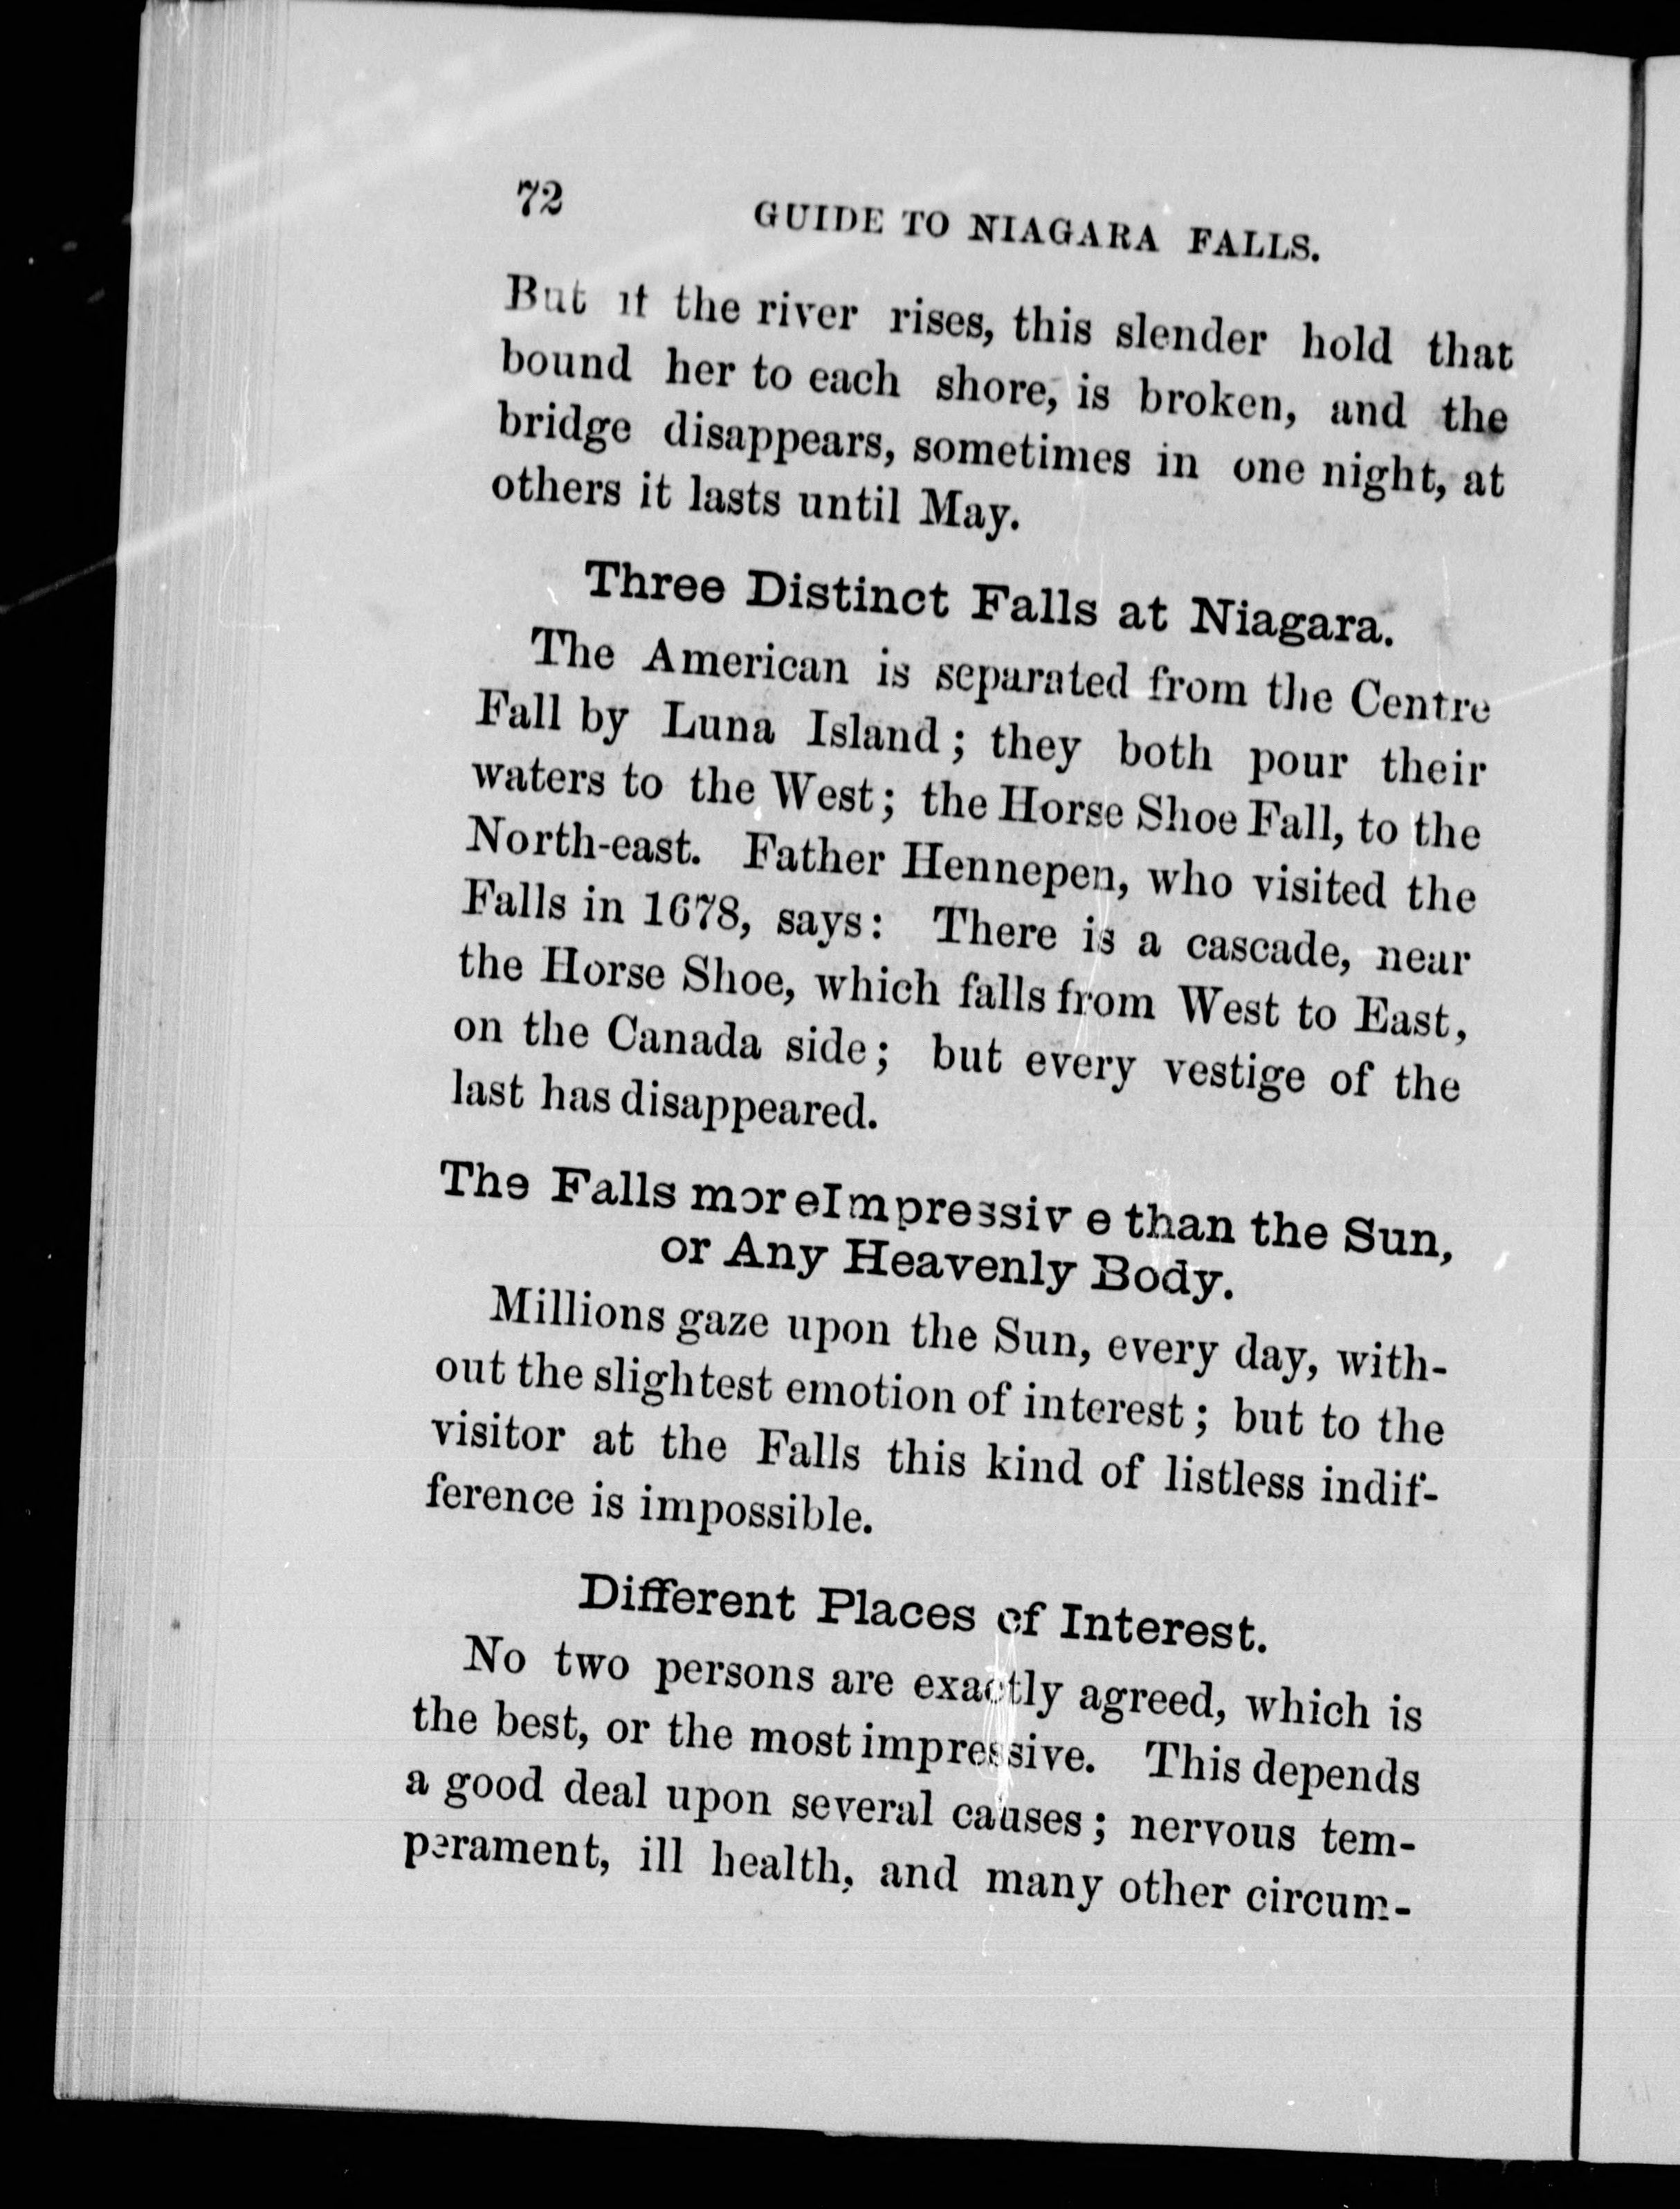 72
GUIDE TO NIAGARA FALLS.
But if the river rises, this slender hold that
bound her to each shore, is broken, and the
bridge disappears, sometimes in one night, at
others it lasts until May.
Three Distinct Falls at Niagara.
The American is separated from the Centre
Fall by Luna Island; they both pour their
waters to the West; the Horse Shoe Fall, to the
North-east. Father Hennepen, who visited the
Falls in 1678, says: There is a cascade, near
the Horse Shoe, which falls from West to East,
on the Canada side; but every vestige of the
last has disappeared.
The Falls more Impressive than the Sun,
or Any Heavenly Body.
Millions gaze upon the Sun, every day, with-
out the slightest emotion of interest; but to the
visitor at the Falls this kind of listless indif-
ference is impossible.
Different Places of Interest.
No two persons are exactly agreed, which is
the best, or the most impressive. This depends
a good deal upon several causes; nervous tem-
perament, ill health, and many other circum-